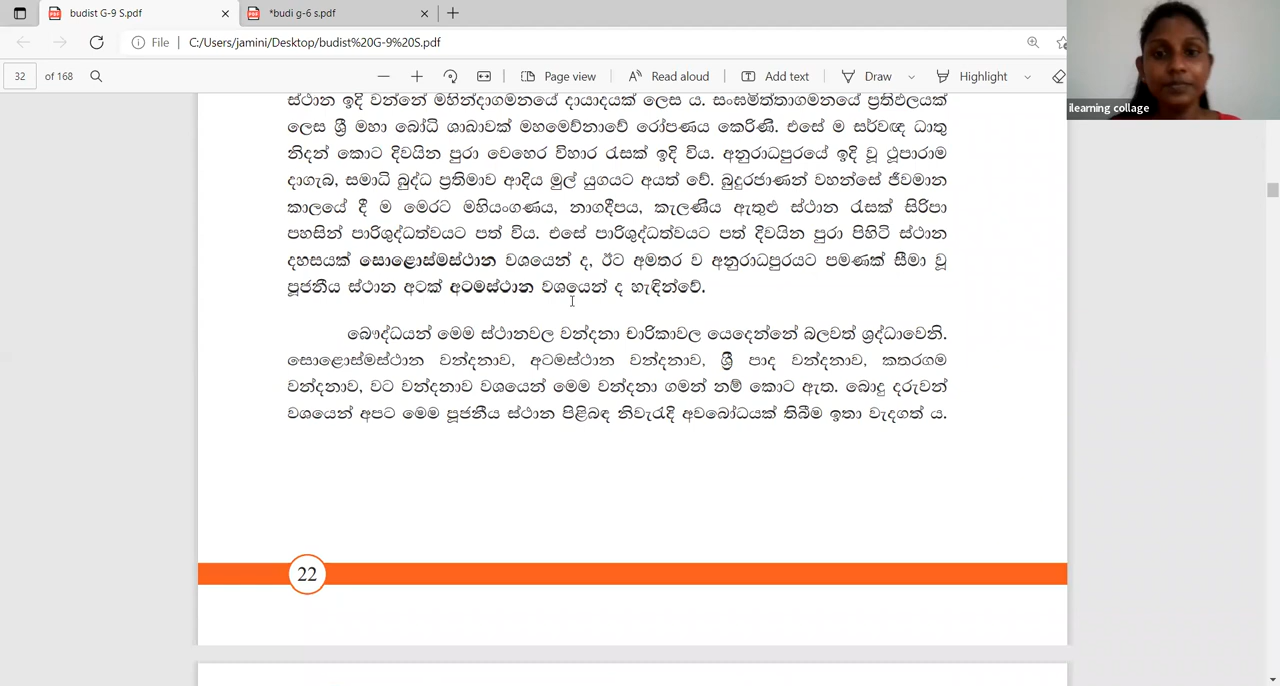 budist G-9 S.pdf
*budi g-6 s.pdf
File
C:/Users/jamini/Desktop/budist%20G-9%20S.pdf
32 of 168
Page view
Read aloud
Add text
Draw
Highlight
ilearning collage
ස්ථාන ඉදි වන්නේ මහින්දාගමනයේ දායාදයක් ලෙස ය. සංඝමිත්තාගමනයේ ප්‍රතිඵලයක්
ලෙස ශ්‍රී මහා බෝධි ශාඛාවක් මහමෙව්නාවේ රෝපණය කෙරිණි. එසේ ම සර්වඥ ධාතු
නිදන් කොට දිවයින පුරා වෙහෙර විහාර රැසක් ඉදි විය. අනුරාධපුරයේ ඉදි වූ ථූපාරාම
දාගැබ, සමාධි බුද්ධ ප්‍රතිමාව ආදිය මුල් යුගයට අයත් වේ. බුදුරජාණන් වහන්සේ ජීවමාන
කාලයේ දී ම මෙරට මහියංගණය, නාගදීපය, කැලණිය ඇතුළු ස්ථාන රැසක් සිරිපා
පහසින් පාරිශුද්ධත්වයට පත් විය. එසේ පාරිශුද්ධත්වයට පත් දිවයින පුරා පිහිටි ස්ථාන
දහසයක් සොළොස්මස්ථාන වශයෙන් ද, ඊට අමතර ව අනුරාධපුරයට පමණක් සීමා වූ
පූජනීය ස්ථාන අටක් අටමස්ථාන වශයෙන් ද හැඳින්වේ.
බෞද්ධයන් මෙම ස්ථානවල වන්දනා චාරිකාවල යෙදෙන්නේ බලවත් ශ්‍රද්ධාවෙනි.
සොළොස්මස්ථාන වන්දනාව, අටමස්ථාන වන්දනාව, ශ්‍රී පාද වන්දනාව, කතරගම
වන්දනාව, වට වන්දනාව වශයෙන් මෙම වන්දනා ගමන් නම් කොට ඇත. බොදු දරුවන්
වශයෙන් අපට මෙම පූජනීය ස්ථාන පිළිබඳ නිවැරැදි අවබෝධයක් තිබීම ඉතා වැදගත් ය.
22